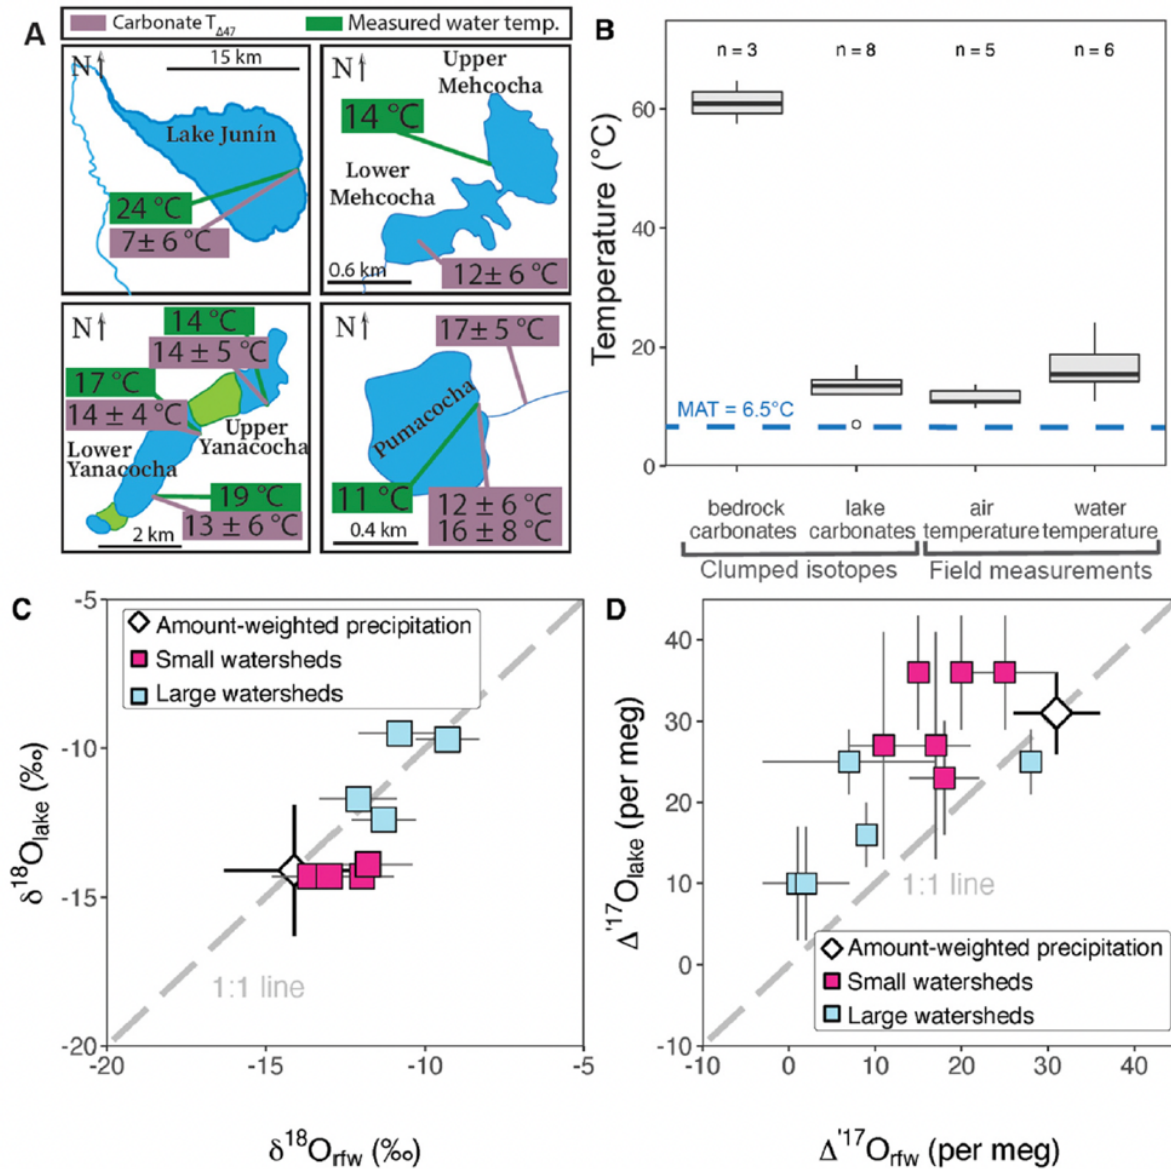 A
Carbonate TΔ47
Measured water temp.
N
15 km
Lake Junín
24 °C
7± 6 °C
N
Upper
Mehcocha
14 °C
Lower
Mehcocha
0.6 km
12± 6 °C
N
14 °C
14 ± 5 °C
17 °C
14 ± 4 °C
Upper
Yanacocha
Lower
Yanacocha
19 °C
13 ± 6 °C
2 km
N
17± 5 °C
Pumacocha
11 °C
12 ± 6 °C
16 ± 8 °C
0.4 km
B
Temperature (°C)
60
40
20
0
n = 3
n = 8
n = 5
n = 6
MAT = 6.5°C
bedrock
carbonates
lake
carbonates
air
temperature
water
temperature
Clumped isotopes
Field measurements
C
δ18Olake (‰)
-5
-10
-15
-20
Amount-weighted precipitation
Small watersheds
Large watersheds
1:1 line
-20
-15
-10
-5
δ18Orfw (‰)
D
Δ'17Olake (per meg)
40
30
20
10
0
-10
1:1 line
Amount-weighted precipitation
Small watersheds
Large watersheds
-10
0
10
20
30
40
Δ'17Orfw (per meg)